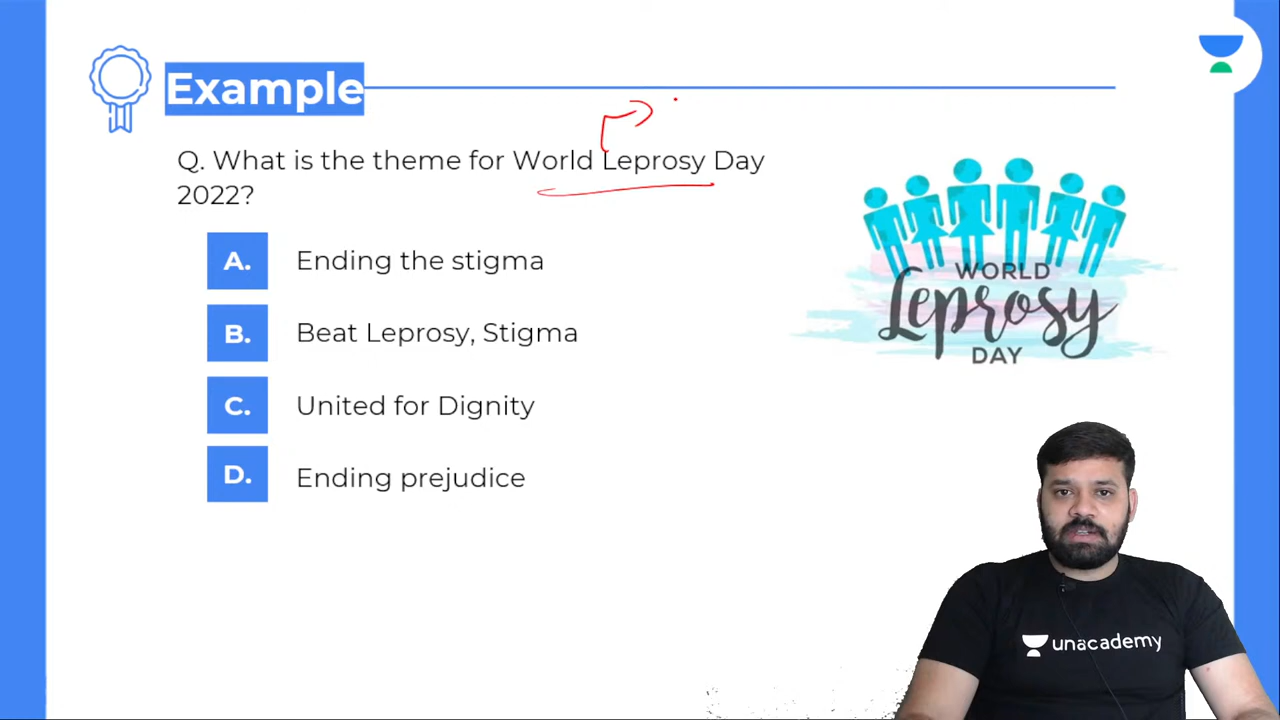 Example
Q. What is the theme for World Leprosy Day
2022?
A. Ending the stigma
B. Beat Leprosy, Stigma
C. United for Dignity
D. Ending prejudice
WORLD
Leprosy
DAY
unacademy